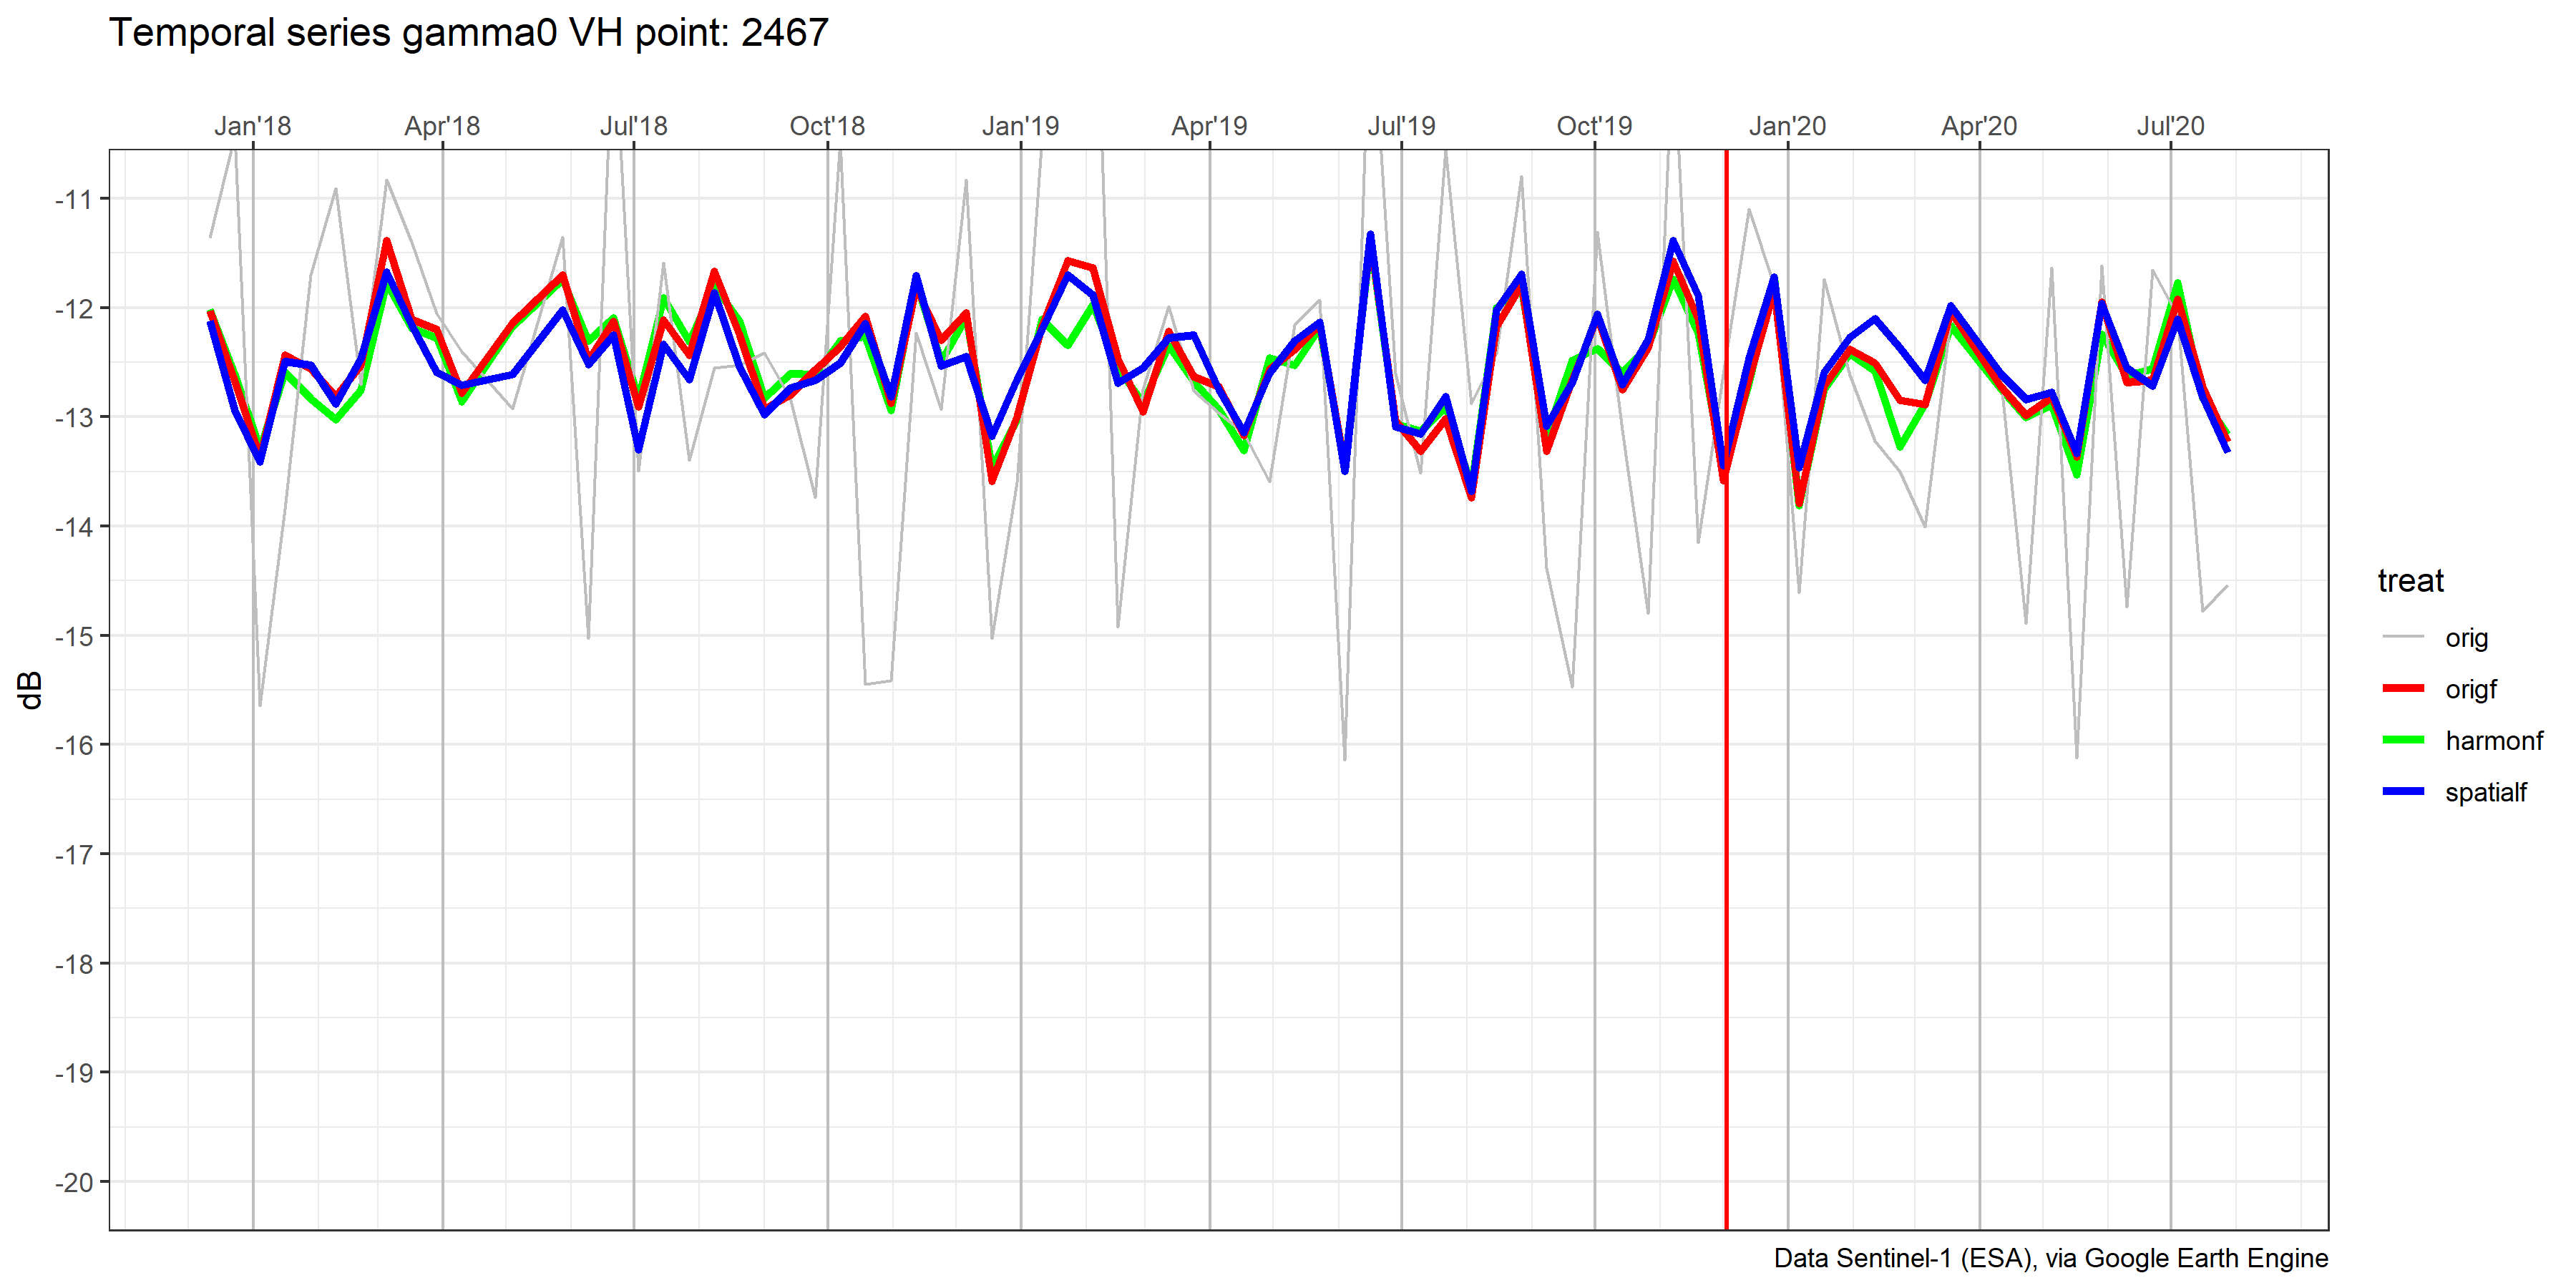 Temporal series gamma0 VH point: 2467
Jan'18 Apr'18 Jul'18 Oct'18 Jan'19 Apr'19 Jul'19 Oct'19 Jan'20 Apr'20 Jul'20
-11
-12
-13
-14
-15
-16
-17
-18
-19
-20
dB
treat
orig
origf
harmonf
spatialf
Data Sentinel-1 (ESA), via Google Earth Engine